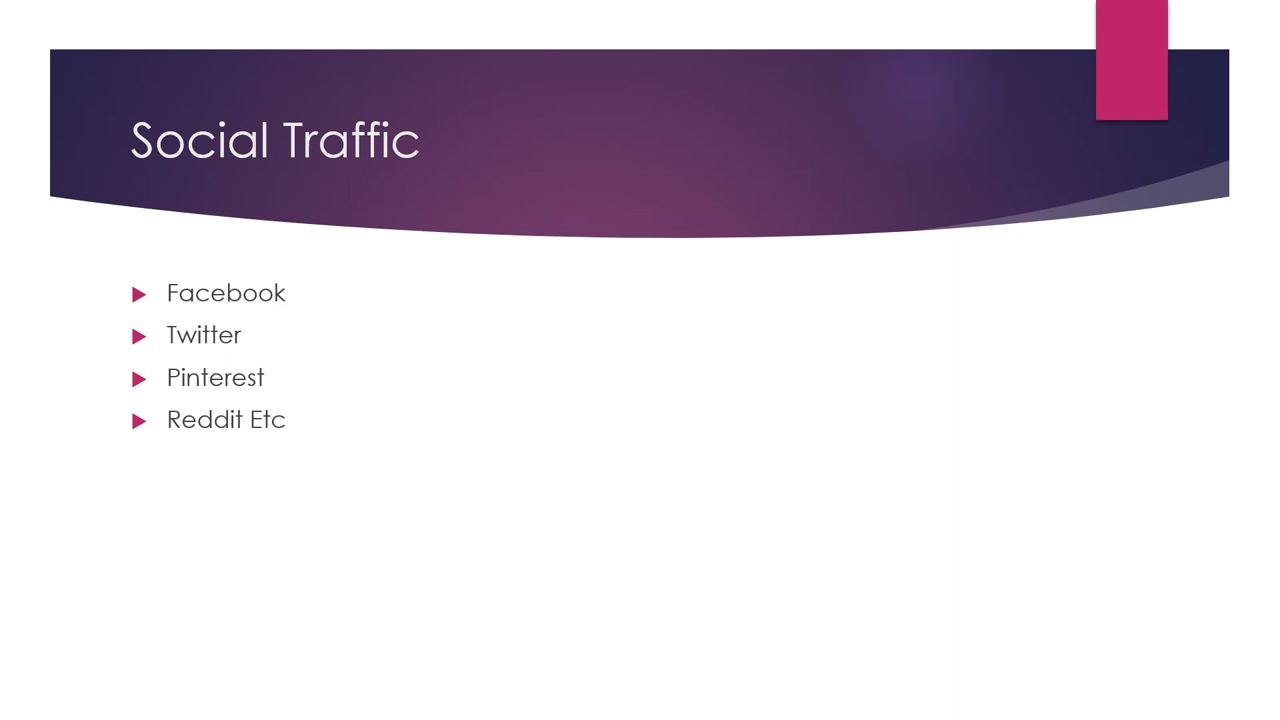 Social Traffic
Facebook
Twitter
Pinterest
Reddit Etc